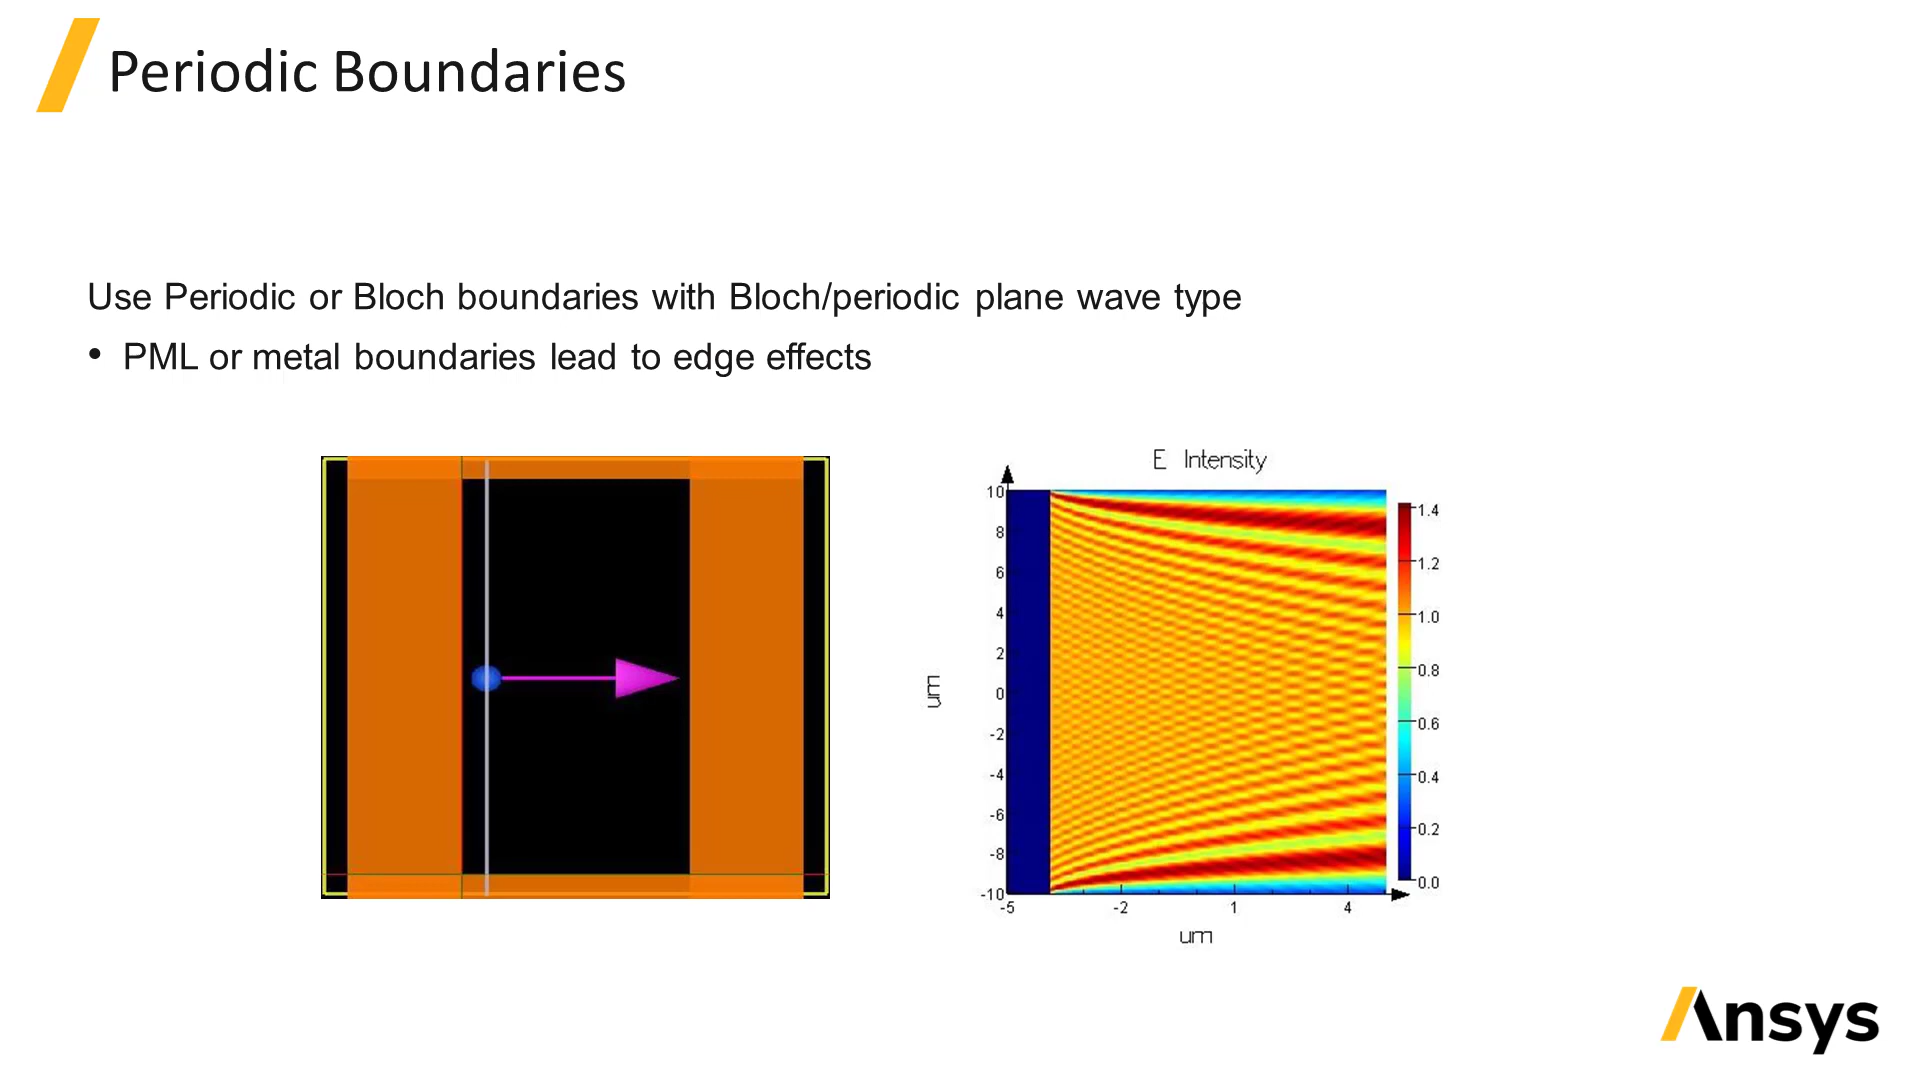 Periodic Boundaries
Use Periodic or Bloch boundaries with Bloch/periodic plane wave type
• PML or metal boundaries lead to edge effects
E Intensity
10
8
6
4
2
0
-2
-4
-6
-8
-10
um
-5 -2 1 4
um
1.4
1.2
1.0
0.8
0.6
0.4
0.2
0.0
Ansys